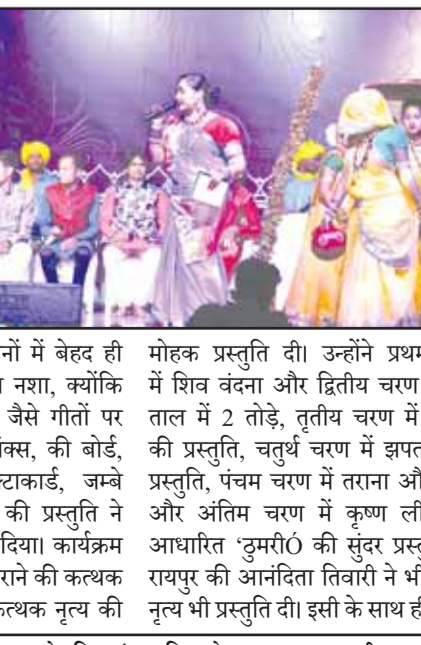 नों में बेहद ही
नशा, क्योंकि
जैसे गीतों पर
क्स, की बोर्ड,
क्टाकार्ड, जम्बे
की प्रस्तुति ने
दिया। कार्यक्रम
राने की कत्थक
कत्थक नृत्य की
मोहक प्रस्तुति दी। उन्होंने प्रथम
में शिव वंदना और द्वितीय चरण
ताल में 2 तोड़े, तृतीय चरण में
की प्रस्तुति, चतुर्थ चरण में झपत
प्रस्तुति, पंचम चरण में तराना औ
और अंतिम चरण में कृष्ण ली
आधारित ‘ठुमरीÓ की सुंदर प्रस्
रायपुर की आनंदिता तिवारी ने भी
नृत्य भी प्रस्तुति दी। इसी के साथ ही